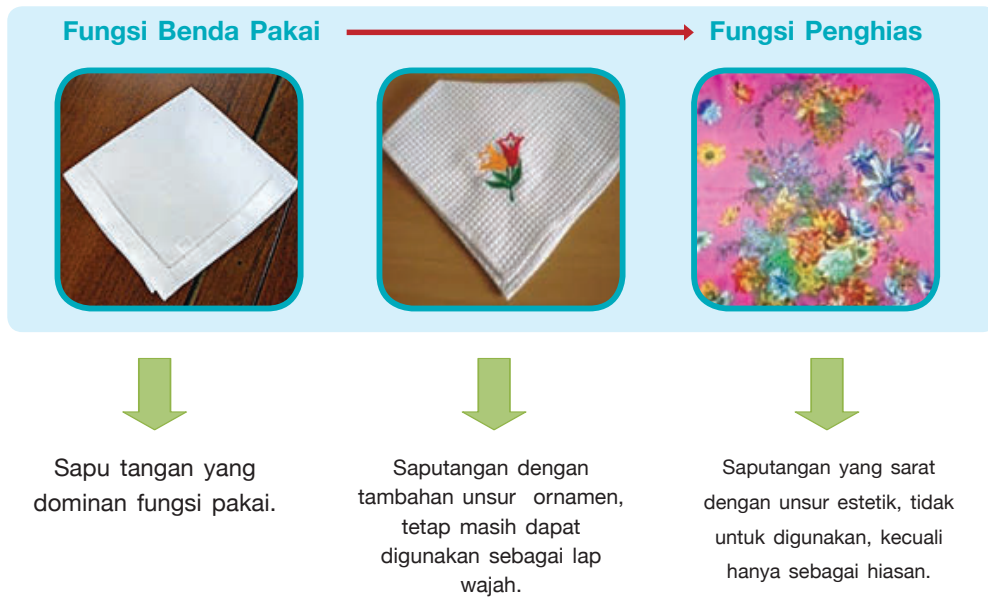 Fungsi Benda Pakai
Fungsi Penghias
Sapu tangan yang
dominan fungsi pakai.
Saputangan dengan
tambahan unsur ornamen,
tetap masih dapat
digunakan sebagai lap
wajah.
Saputangan yang sarat
dengan unsur estetik, tidak
untuk digunakan, kecuali
hanya sebagai hiasan.